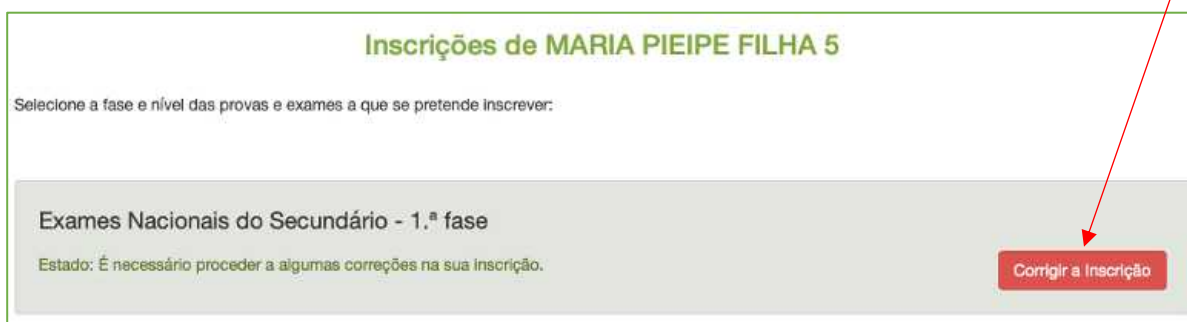 Inscrições de MARIA PIEIPE FILHA 5
Selecione a fase e nível das provas e exames a que se pretende inscrever:
Exames Nacionais do Secundário - 1.ª fase
Estado: É necessário proceder a algumas correções na sua inscrição.
Corrigir a Inscrição